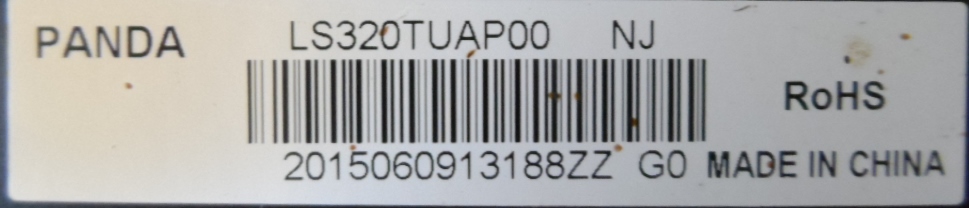 PANDA LS320TUAP00 NJ
RoHS
2015060913188ZZ G0 MADE IN CHINA